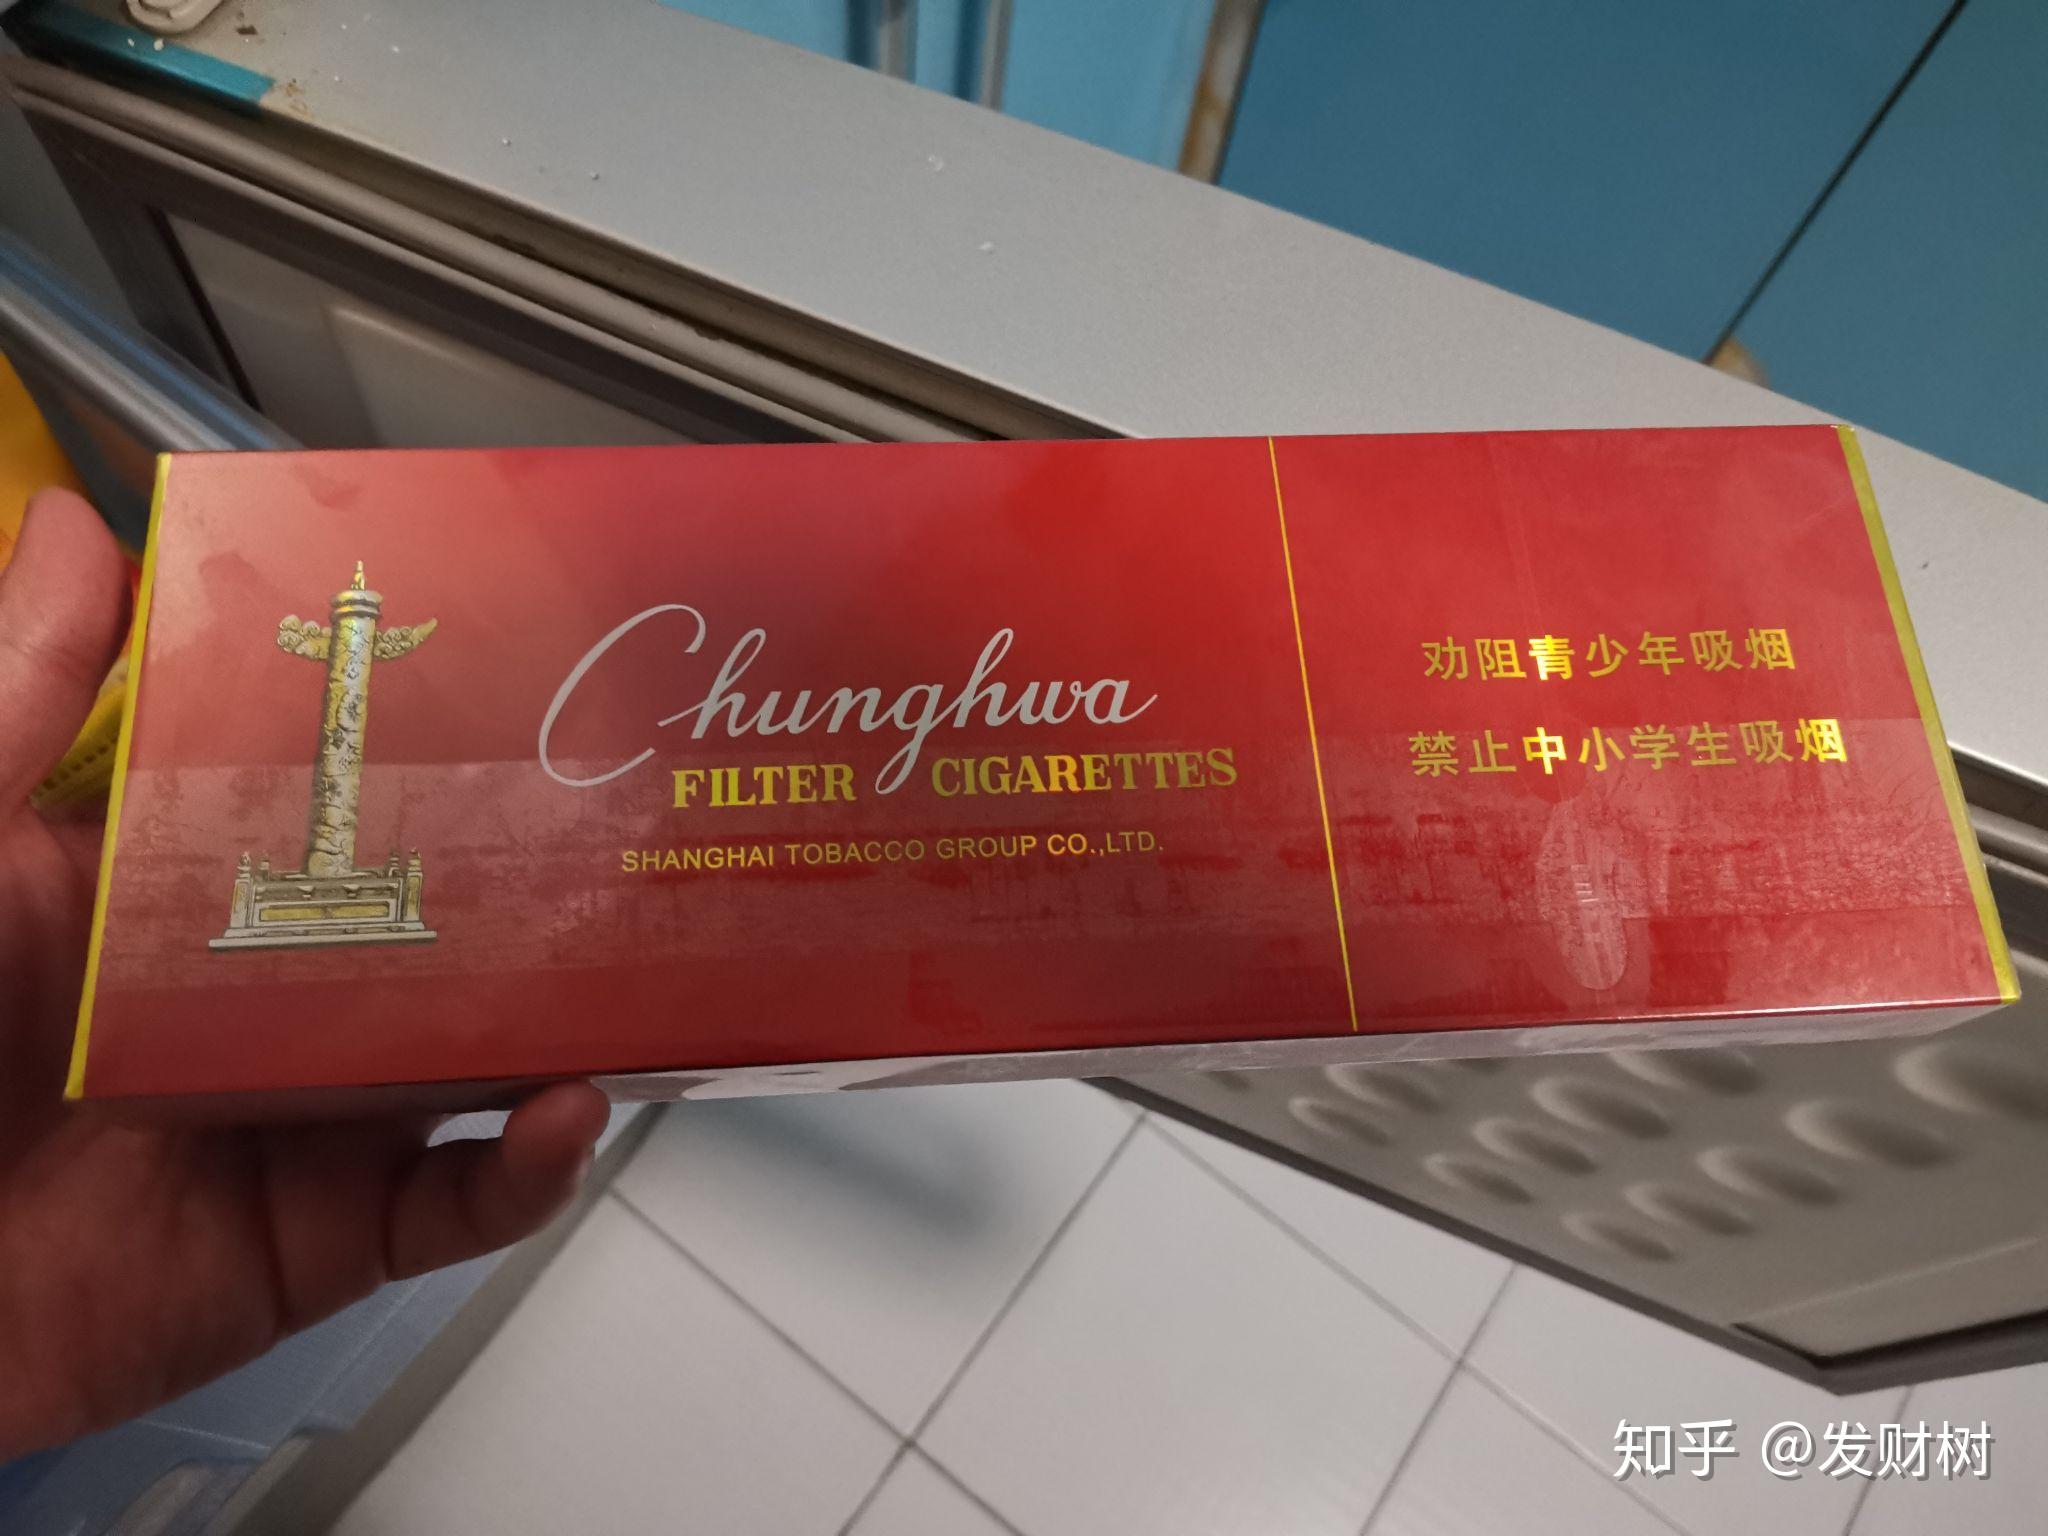 Chunghwa
FILTER CIGARETTES
SHANGHAI TOBACCO GROUP CO.,LTD.
劝阻青少年吸烟
禁止中小学生吸烟
知乎 @发财树